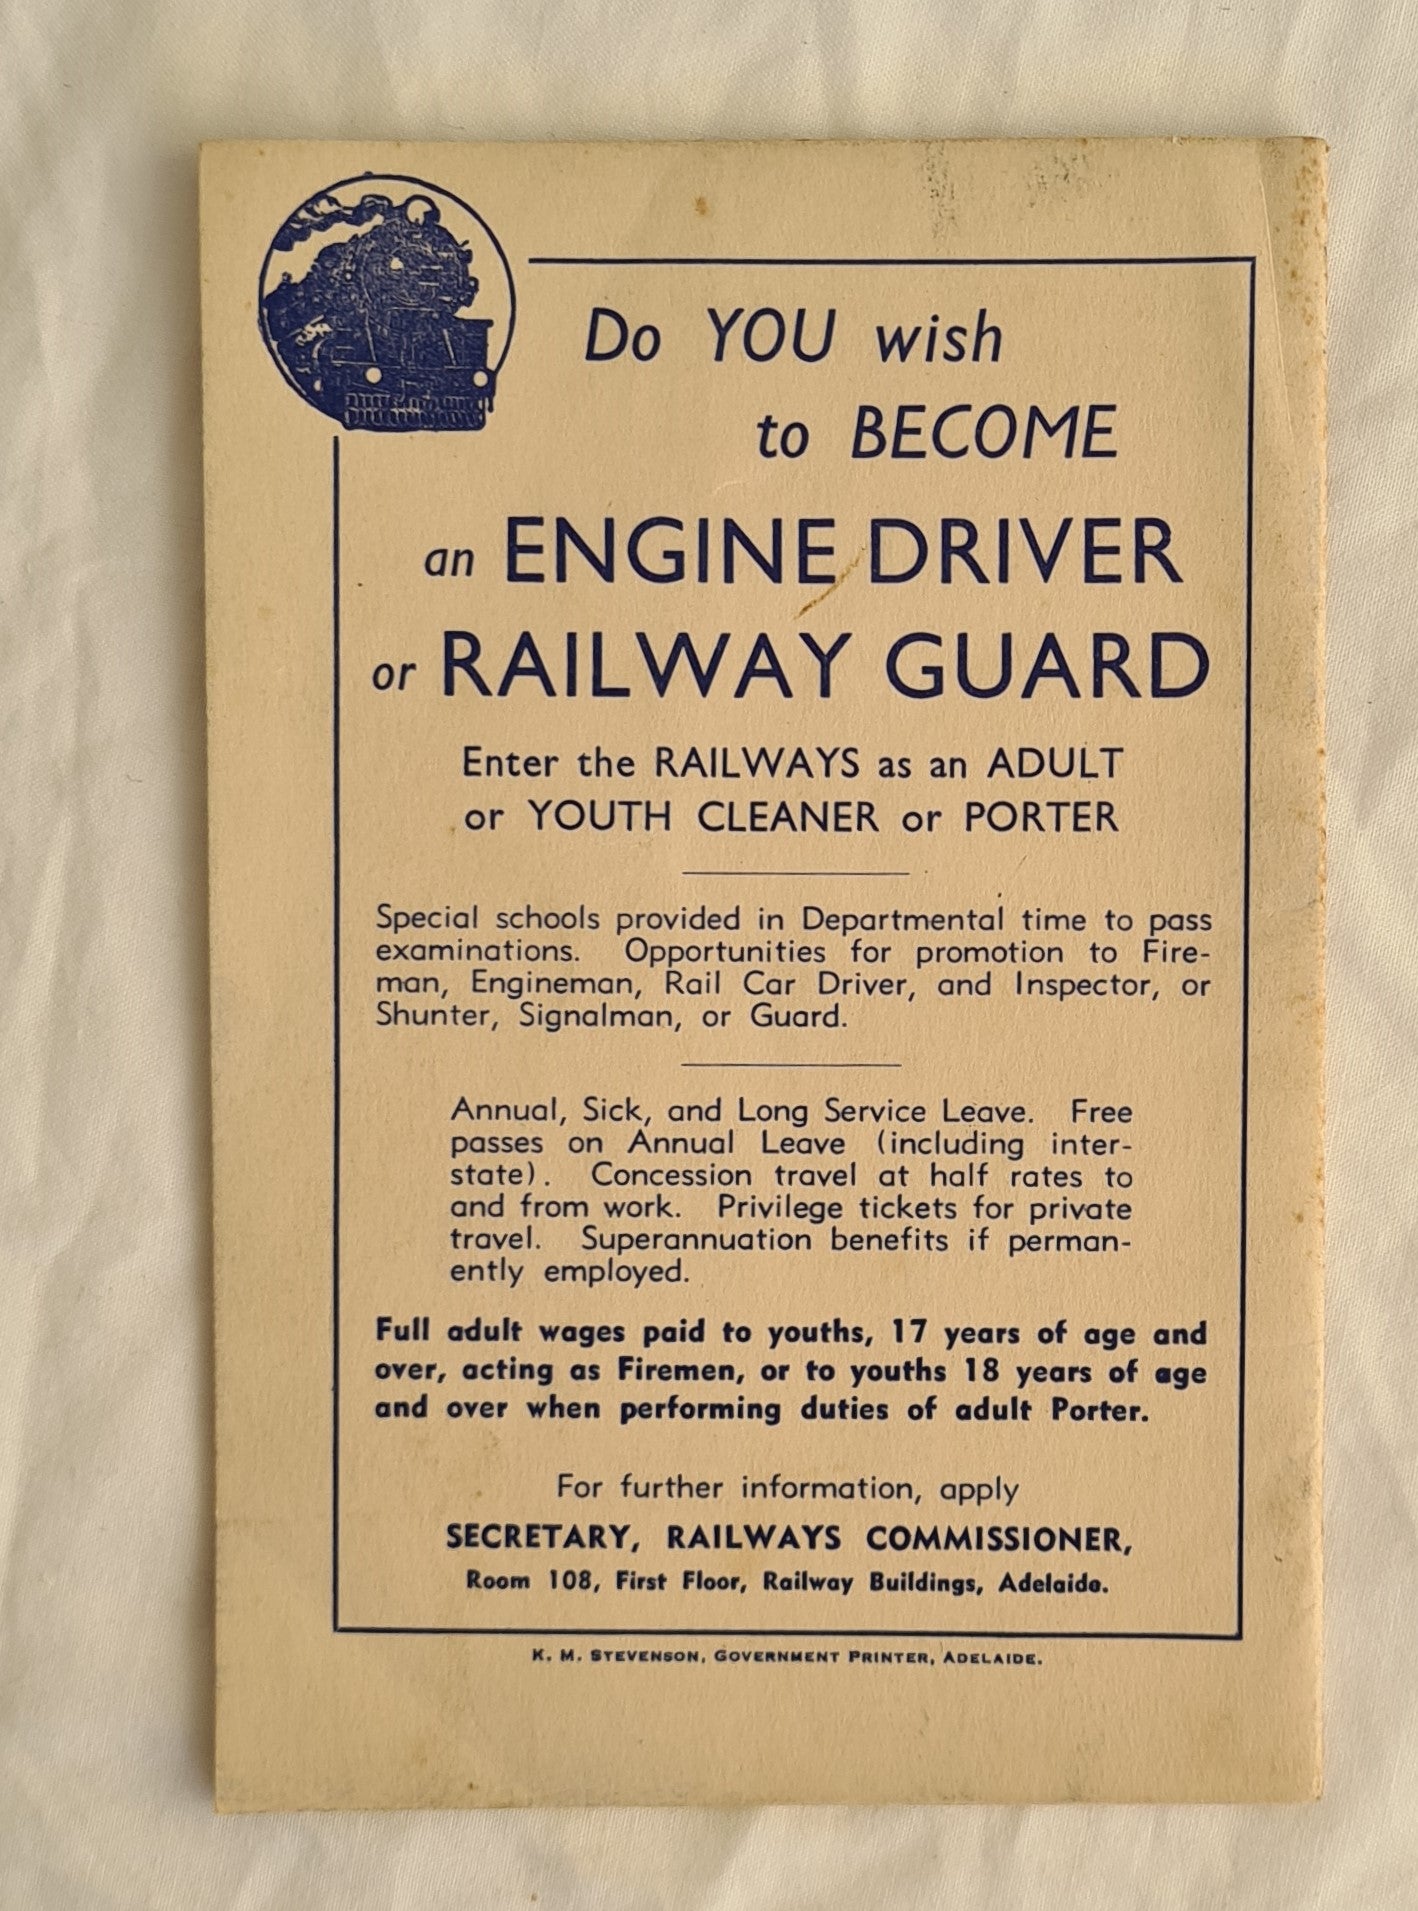 Do YOU wish
to BECOME
an ENGINE DRIVER
or RAILWAY GUARD
Enter the RAILWAYS as an ADULT
or YOUTH CLEANER or PORTER
Special schools provided in Departmental time to pass
examinations. Opportunities for promotion to Fire-
man, Engineman, Rail Car Driver, and Inspector, or
Shunter, Signalman, or Guard.
Annual, Sick, and Long Service Leave. Free
passes on Annual Leave (including inter-
state). Concession travel at half rates to
and from work. Privilege tickets for private
travel. Superannuation benefits if perman-
ently employed.
Full adult wages paid to youths, 17 years of age and
over, acting as Firemen, or to youths 18 years of age
and over when performing duties of adult Porter.
For further information, apply
SECRETARY, RAILWAYS COMMISSIONER,
Room 108, First Floor, Railway Buildings, Adelaide.
K. M. STEVENSON, GOVERNMENT PRINTER, ADELAIDE.